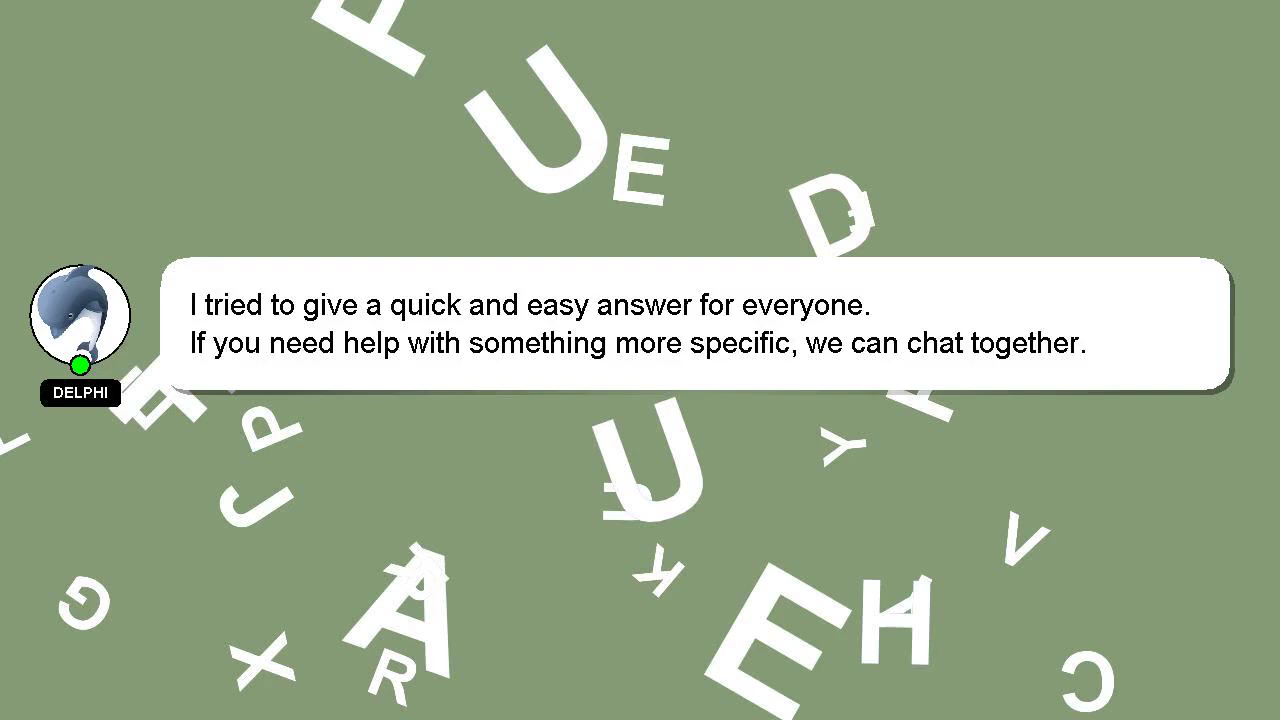 P
U
E
D
I tried to give a quick and easy answer for everyone.
If you need help with something more specific, we can chat together.
DELPHI
P
J
U
Y
K
V
G
A
X
R
E
H
C